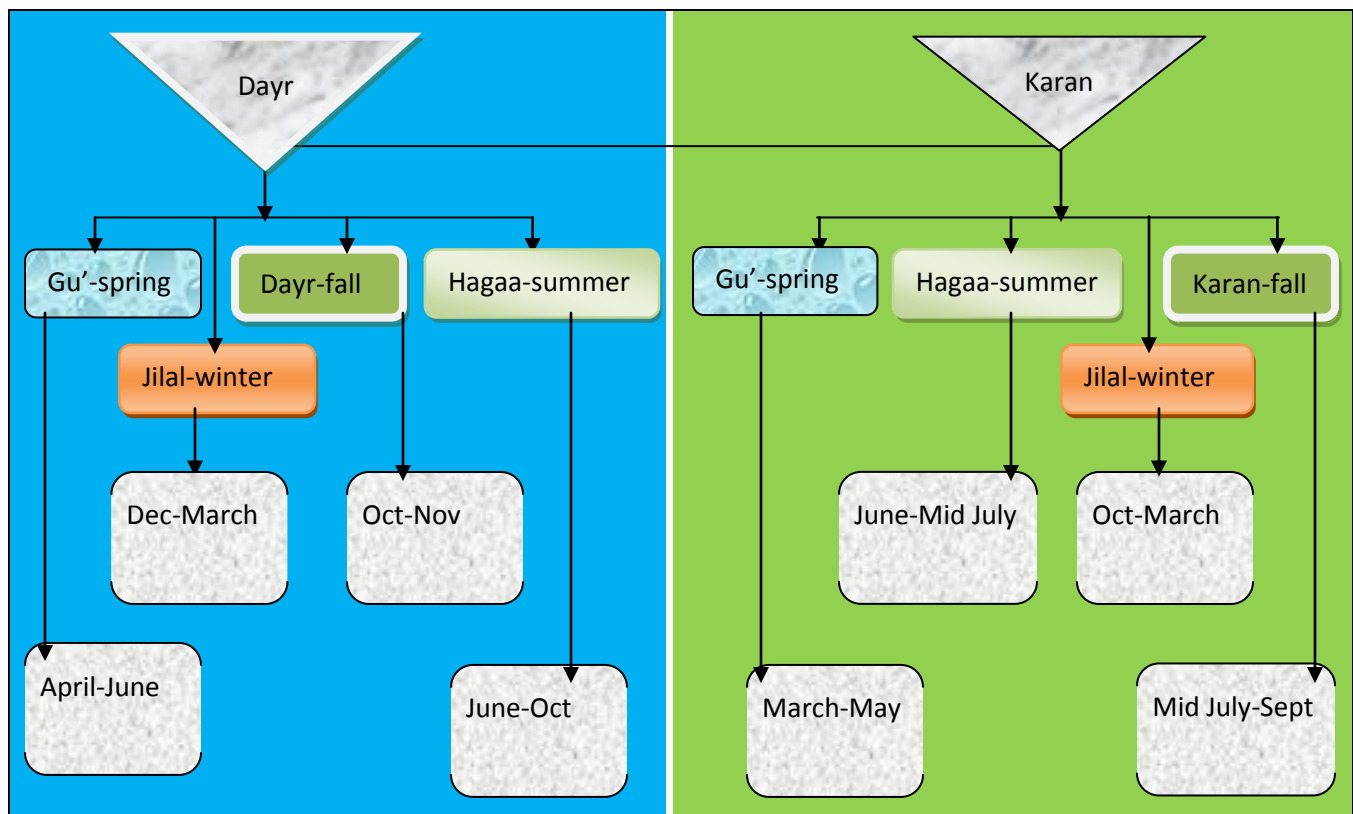 Dayr
Karan
Gu’-spring
Dayr-fall
Hagaa-summer
Gu’-spring
Hagaa-summer
Karan-fall
Jilal-winter
Jilal-winter
Dec-March
Oct-Nov
June-Mid July
Oct-March
April-June
June-Oct
March-May
Mid July-Sept